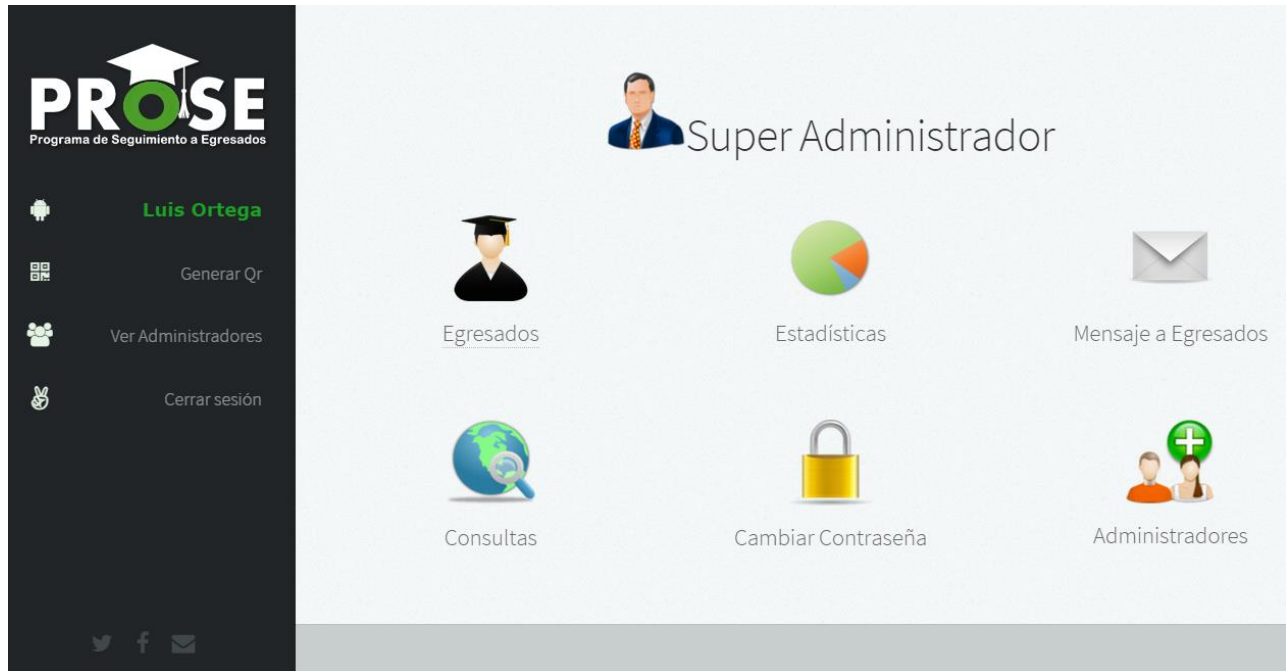 PROSE
Programa de Seguimiento a Egresados
Luis Ortega
Generar Qr
Ver Administradores
Cerrar sesión
Super Administrador
Egresados
Estadísticas
Mensaje a Egresados
Consultas
Cambiar Contraseña
Administradores